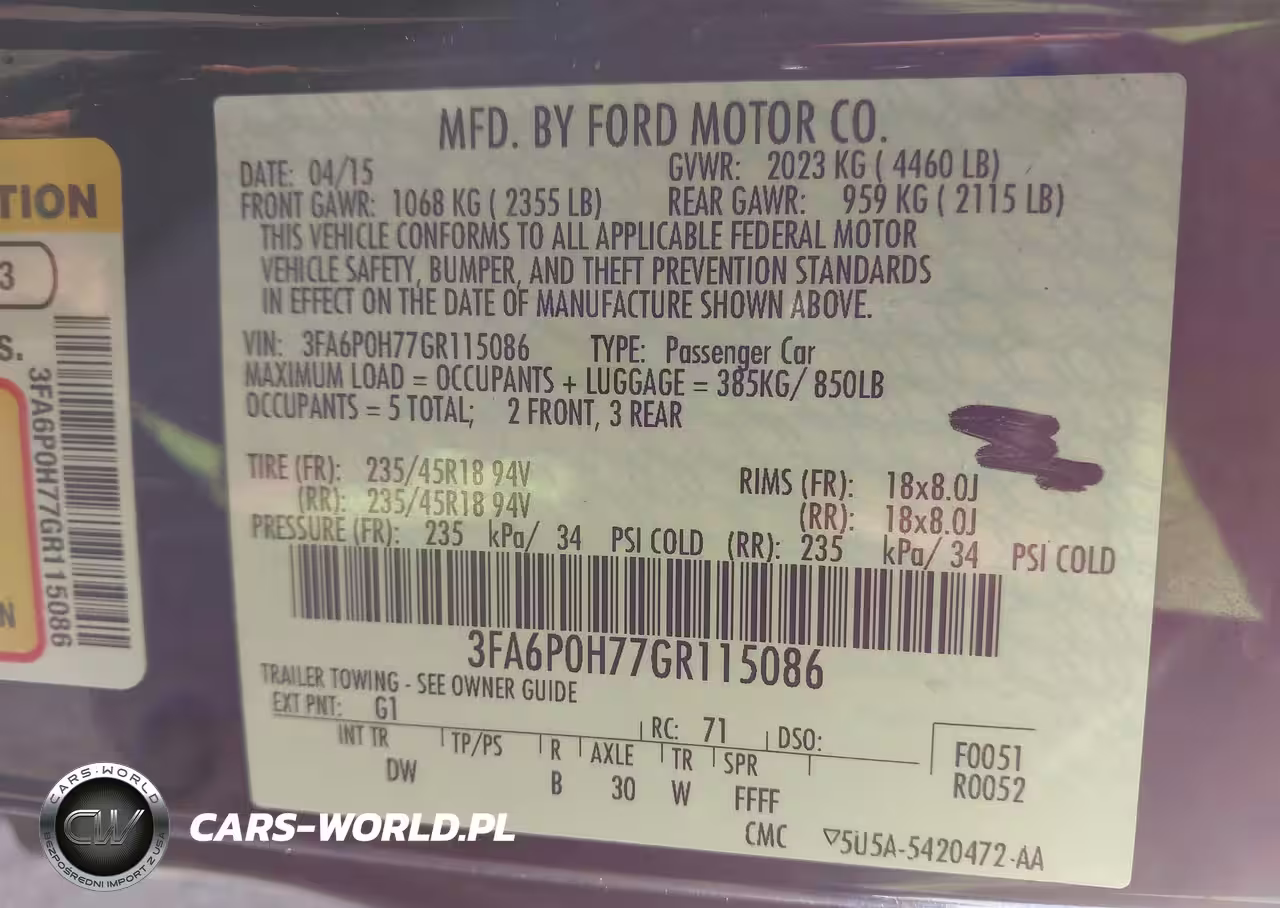 MFD. BY FORD MOTOR CO.
DATE: 04/15 GVWR: 2023 KG ( 4460 LB)
FRONT GAWR: 1068 KG ( 2355 LB) REAR GAWR: 959 KG ( 2115 LB)
THIS VEHICLE CONFORMS TO ALL APPLICABLE FEDERAL MOTOR
VEHICLE SAFETY, BUMPER, AND THEFT PREVENTION STANDARDS
IN EFFECT ON THE DATE OF MANUFACTURE SHOWN ABOVE.
VIN: 3FA6P0H77GR115086 TYPE: Passenger Car
MAXIMUM LOAD = OCCUPANTS + LUGGAGE = 385KG/ 850LB
OCCUPANTS = 5 TOTAL; 2 FRONT, 3 REAR
TIRE (FR): 235/45R18 94V RIMS (FR): 18x8.0J
(RR): 235/45R18 94V (RR): 18x8.0J
PRESSURE (FR): 235 kPa/ 34 PSI COLD (RR): 235 kPa/ 34 PSI COLD
3FA6P0H77GR115086
TRAILER TOWING - SEE OWNER GUIDE
EXT PNT: G1 RC: 71 DSO:
INT TR TP/PS R AXLE TR SPR
DW B 30 W FFFF
CMC
F0051
R0052
▽5U5A-5420472-AA
TION
3
S.
3FA6P0H77GR115086
N
CARS-WORLD
CW
BEZPOŚREDNI IMPORT Z USA
CARS-WORLD.PL